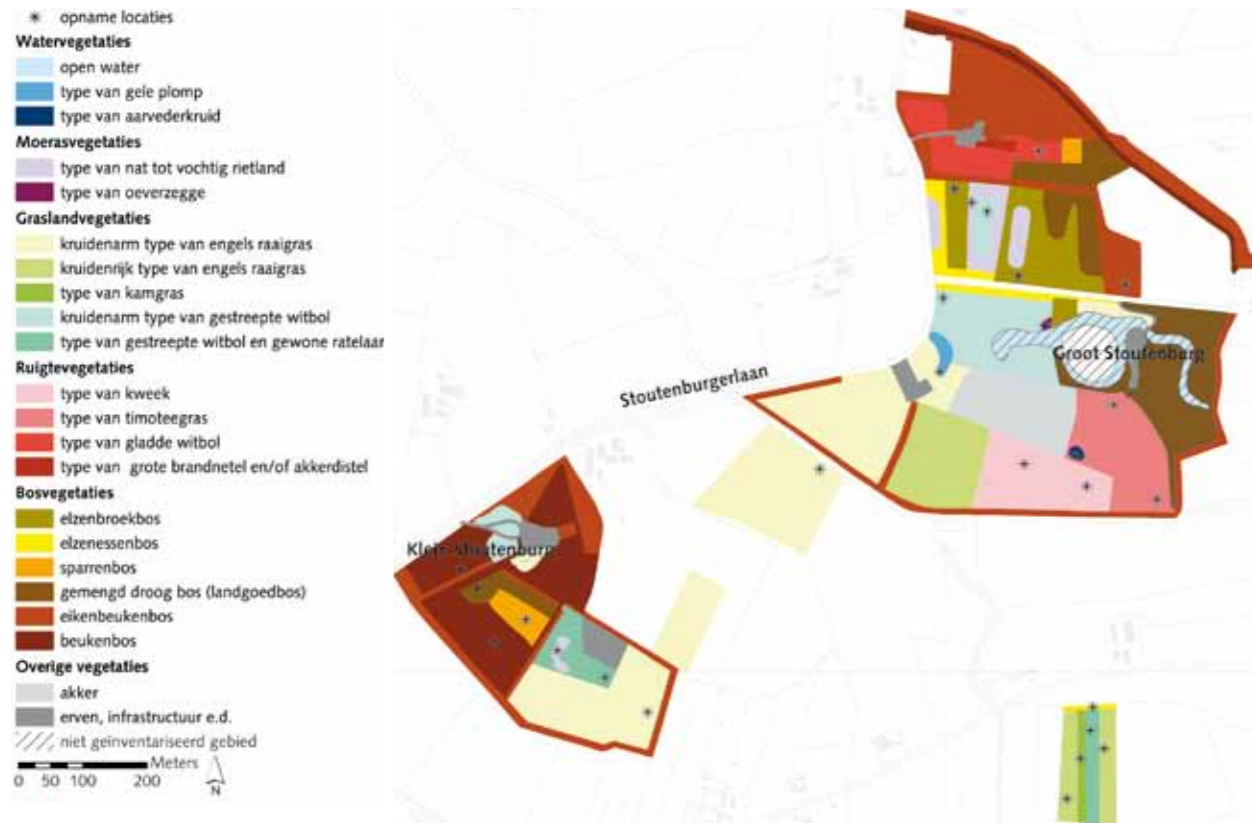 opname locaties
Watervegetaties
open water
type van gele plomp
type van aarvederkruid
Moerasvegetaties
type van nat tot vochtig rietland
type van oeverzegge
Graslandvegetaties
kruidenarm type van engels raaigras
kruidenrijk type van engels raaigras
type van kamgras
kruidenarm type van gestreepte witbol
type van gestreepte witbol en gewone ratelaar
Ruigtevegetaties
type van kweek
type van timoteegras
type van gladde witbol
type van grote brandnetel en/of akkerdistel
Bosvegetaties
elzenbroekbos
elzenessenbos
sparrenbos
gemengd droog bos (landgoedbos)
eikenbeukenbos
beukenbos
Overige vegetaties
akker
erven, infrastructuur e.d.
niet geïnventariseerd gebied
Meters
0 50 100 200
N
Groot Stoutenburg
Stoutenburgerlaan
Klein Stoutenburg